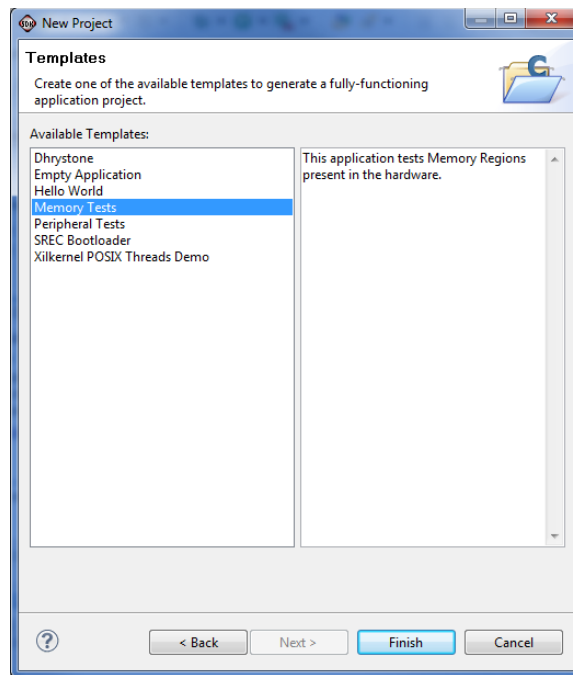 New Project
Templates
Create one of the available templates to generate a fully-functioning
application project.
Available Templates:
Dhrystone
Empty Application
Hello World
Memory Tests
Peripheral Tests
SREC Bootloader
Xilkernel POSIX Threads Demo
This application tests Memory Regions
present in the hardware.
? < Back Next > Finish Cancel